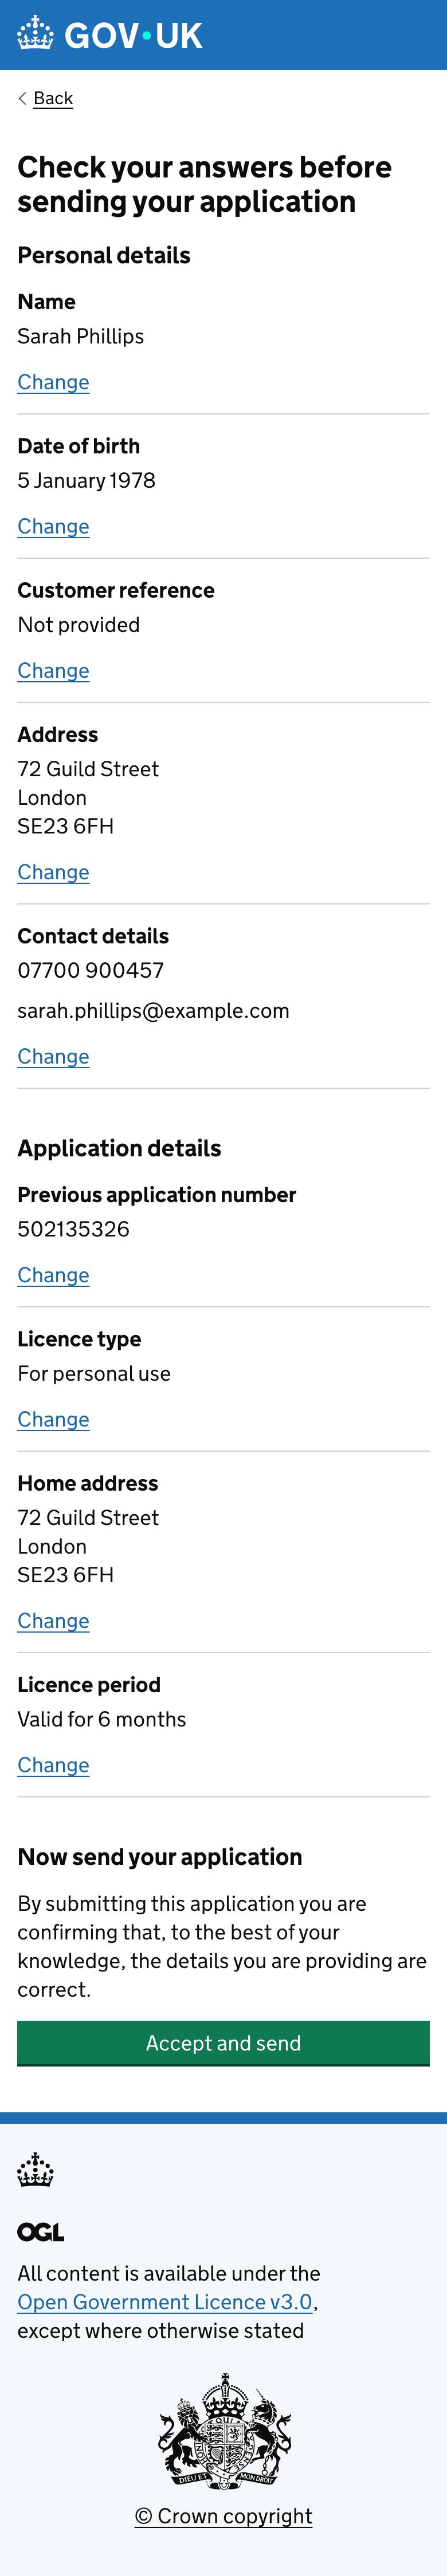 GOV·UK
Back
Check your answers before
sending your application
Personal details
Name
Sarah Phillips
Change
Date of birth
5 January 1978
Change
Customer reference
Not provided
Change
Address
72 Guild Street
London
SE23 6FH
Change
Contact details
07700 900457
sarah.phillips@example.com
Change
Application details
Previous application number
502135326
Change
Licence type
For personal use
Change
Home address
72 Guild Street
London
SE23 6FH
Change
Licence period
Valid for 6 months
Change
Now send your application
By submitting this application you are
confirming that, to the best of your
knowledge, the details you are providing are
correct.
Accept and send
OGL
All content is available under the
Open Government Licence v3.0,
except where otherwise stated
DIEU ET MON DROIT
© Crown copyright